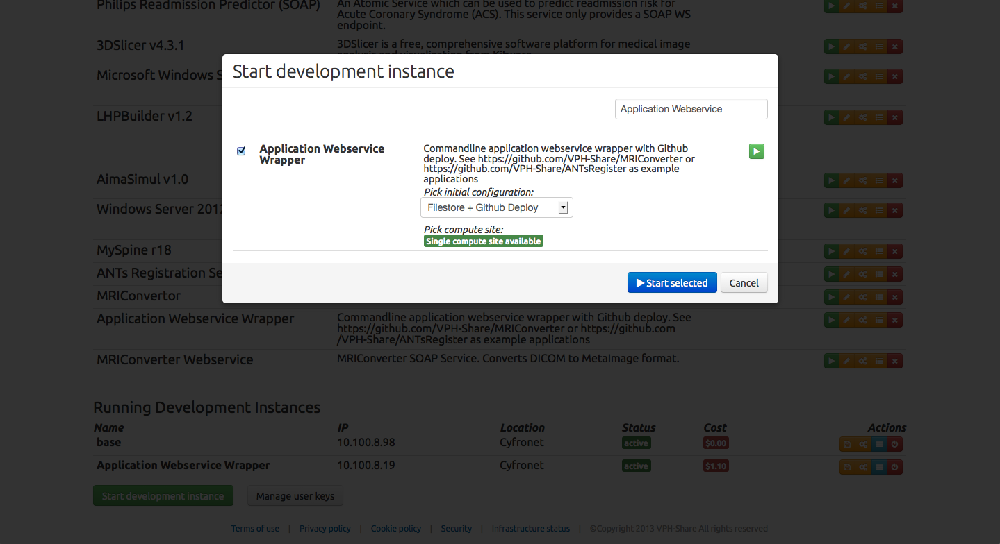 Philips Readmission Predictor (SOAP)
An Atomic Service which can be used to predict readmission risk for
Acute Coronary Syndrome (ACS). This service only provides a SOAP WS
endpoint.
3DSlicer v4.3.1
3DSlicer is a free, comprehensive software platform for medical image
Start development instance
Application Webservice
Application Webservice
Wrapper
Commandline application webservice wrapper with Github
deploy. See https://github.com/VPH-Share/MRIConverter or
https://github.com/VPH-Share/ANTsRegister as example
applications
Pick initial configuration:
Filestore + Github Deploy
Pick compute site:
Single compute site available
Start selected
Cancel
Microsoft Windows S
LHPBuilder v1.2
AimaSimul v1.0
Windows Server 2012
MySpine r18
ANTs Registration Se
MRIConvertor
Application Webservice Wrapper
Commandline application webservice wrapper with Github deploy. See
https://github.com/VPH-Share/MRIConverter or https://github.com
/VPH-Share/ANTsRegister as example applications
MRIConverter Webservice
MRIConverter SOAP Service. Converts DICOM to MetaImage format.
Running Development Instances
Name IP Location Status Cost Actions
base 10.100.8.98 Cyfronet active $0.00
Application Webservice Wrapper 10.100.8.19 Cyfronet active $1.10
Start development instance Manage user keys
Terms of use | Privacy policy | Cookie policy | Security | Infrastructure status | ©Copyright 2013 VPH-Share All rights reserved